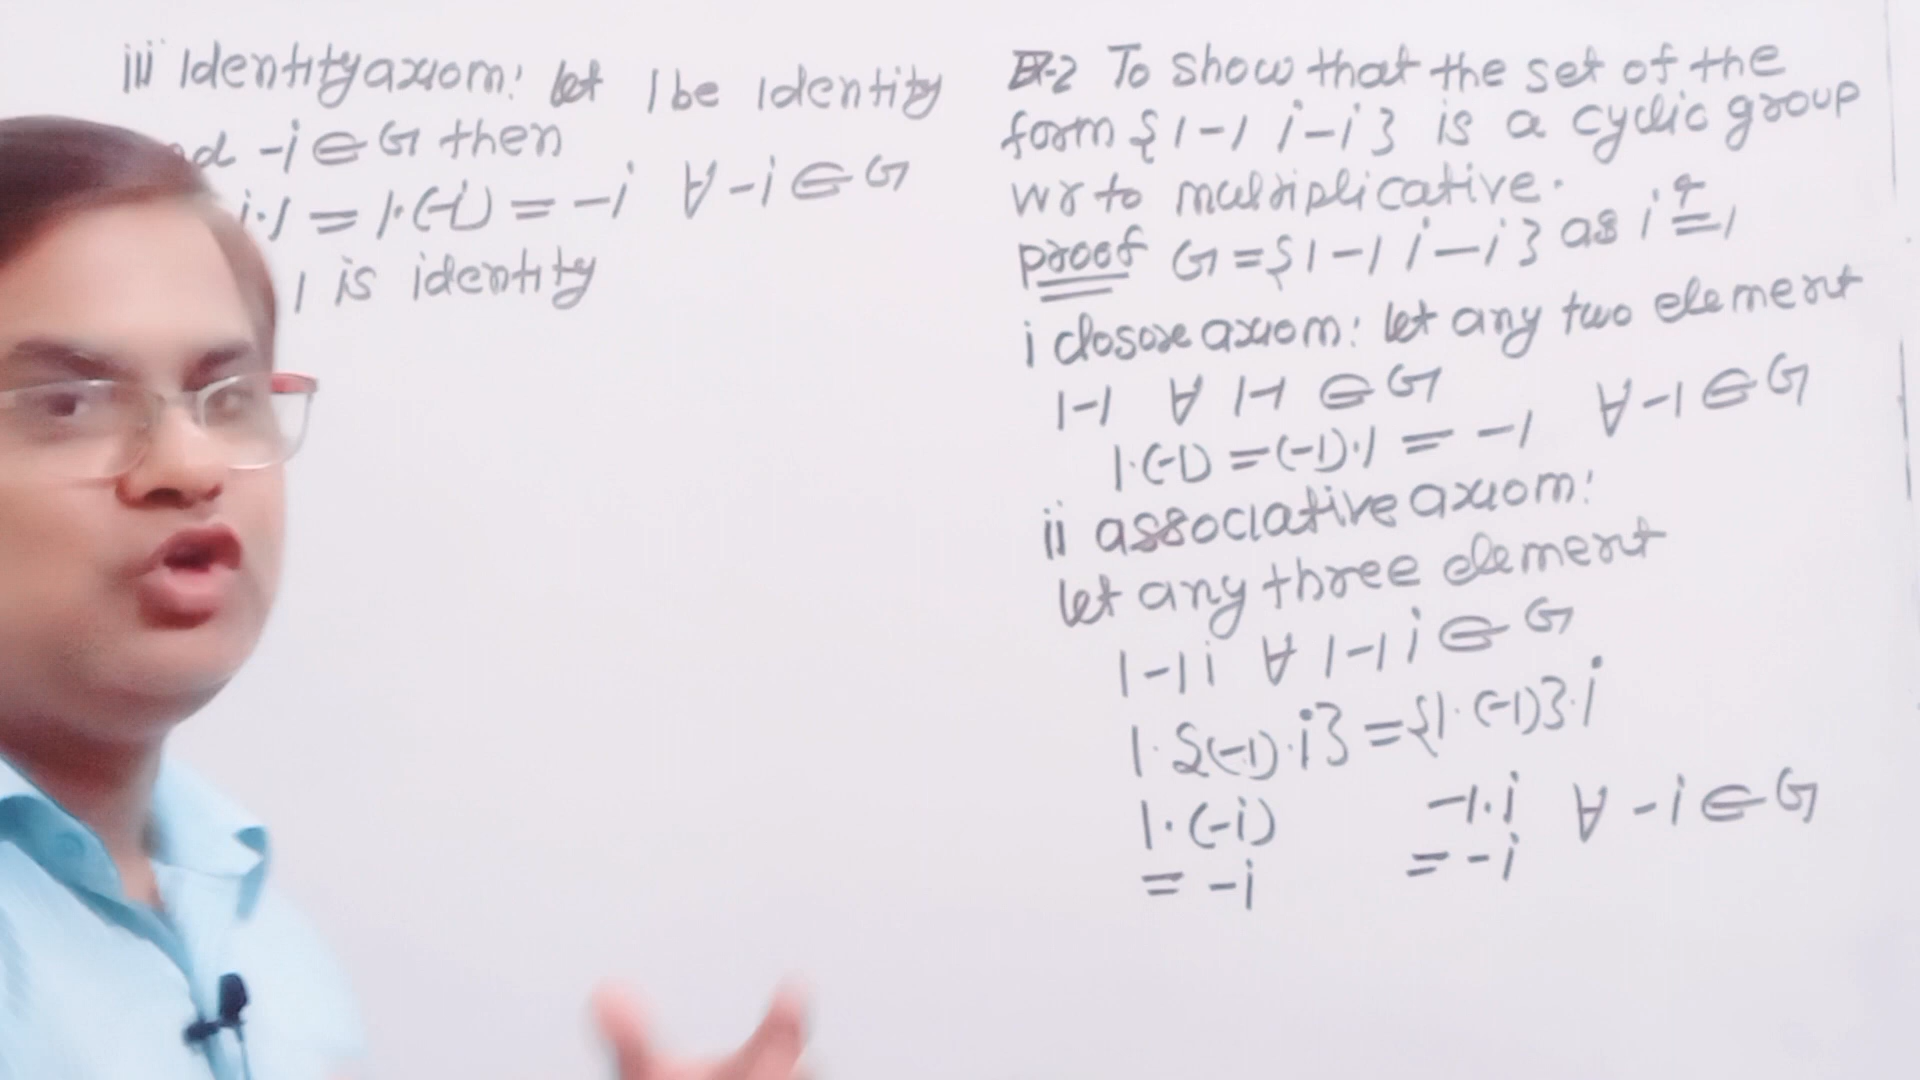 Ex-2 To show that the set of the
form {1 -1 i -i} is a cyclic group
wr to multiplicative.
proof G = {1 -1 i -i} as i⁴ = 1
i closore axiom: let any two element
1 -1 ∀ 1 -1 ∈ G
1·(-1) = (-1)·1 = -1 ∀ -1 ∈ G
ii associative axiom:
let any three element
1 -1 i ∀ 1 -1 i ∈ G
1·{(-1)·i} = {1·(-1)}·i
1·(-i) -1·i ∀ -i ∈ G
= -i = -i
iii Identity axiom: let 1 be identity
-i ∈ G then
i·1 = 1·(-i) = -i ∀ -i ∈ G
1 is identity